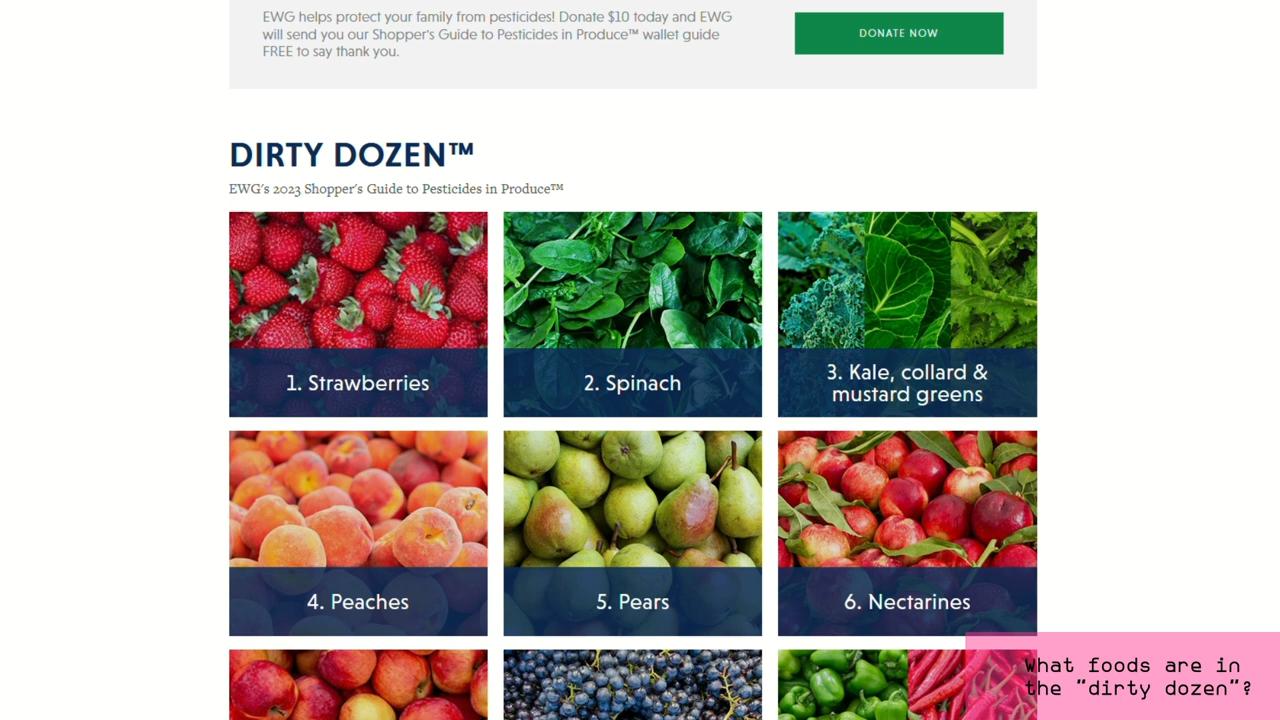 EWG helps protect your family from pesticides! Donate $10 today and EWG
will send you our Shopper's Guide to Pesticides in Produce™ wallet guide
FREE to say thank you.
DONATE NOW
DIRTY DOZEN™
EWG's 2023 Shopper's Guide to Pesticides in Produce™
1. Strawberries
2. Spinach
3. Kale, collard &
mustard greens
4. Peaches
5. Pears
6. Nectarines
What foods are in
the "dirty dozen"?